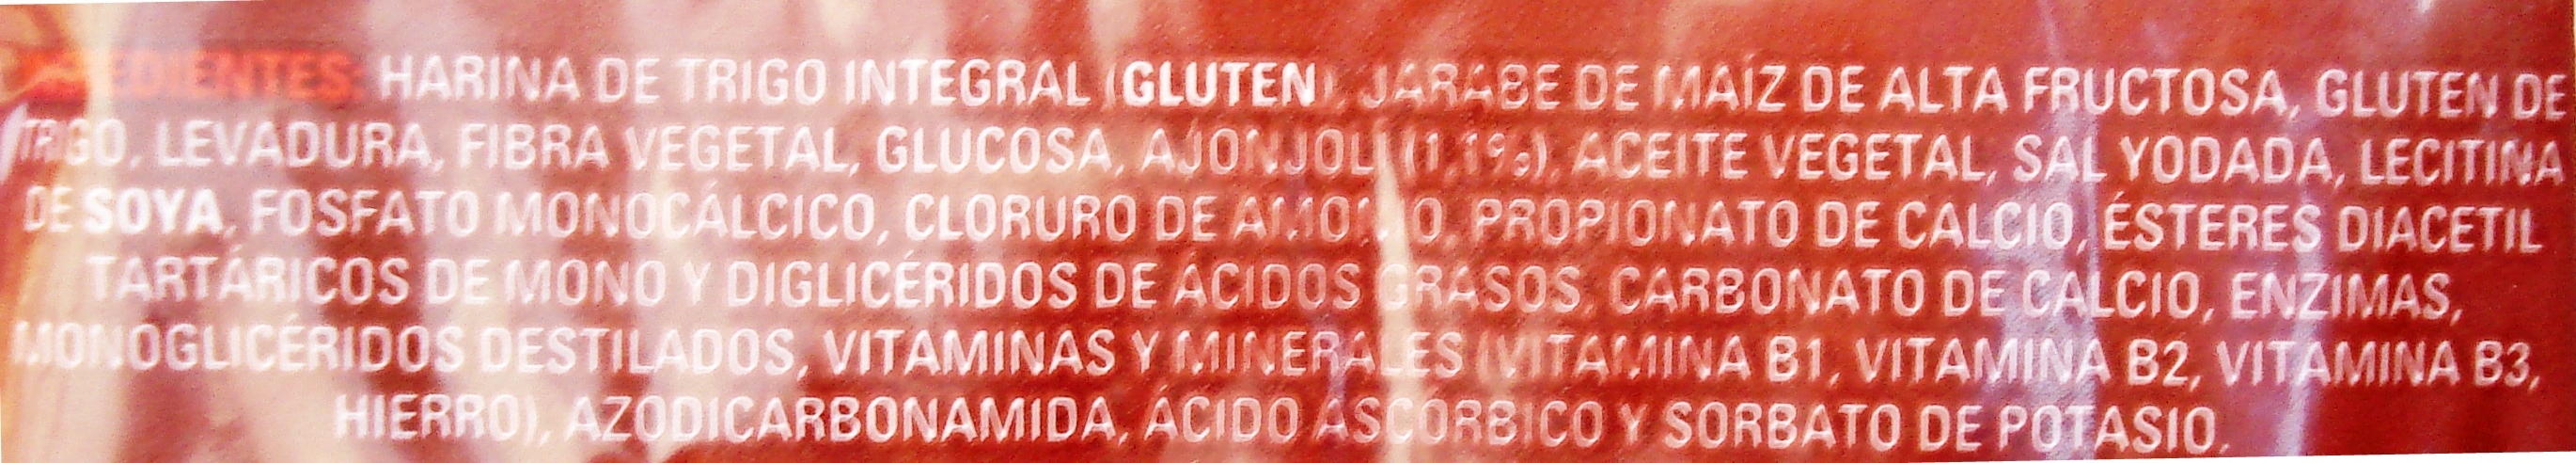 INGREDIENTES: HARINA DE TRIGO INTEGRAL (GLUTEN), JARABE DE MAÍZ DE ALTA FRUCTOSA, GLUTEN DE
TRIGO, LEVADURA, FIBRA VEGETAL, GLUCOSA, AJONJOLÍ (1,1%), ACEITE VEGETAL, SAL YODADA, LECITINA
DE SOYA, FOSFATO MONOCÁLCICO, CLORURO DE AMONIO, PROPIONATO DE CALCIO, ÉSTERES DIACETIL
TARTÁRICOS DE MONO Y DIGLICÉRIDOS DE ÁCIDOS GRASOS, CARBONATO DE CALCIO, ENZIMAS,
MONOGLICÉRIDOS DESTILADOS, VITAMINAS Y MINERALES (VITAMINA B1, VITAMINA B2, VITAMINA B3,
HIERRO), AZODICARBONAMIDA, ÁCIDO ASCÓRBICO Y SORBATO DE POTASIO.